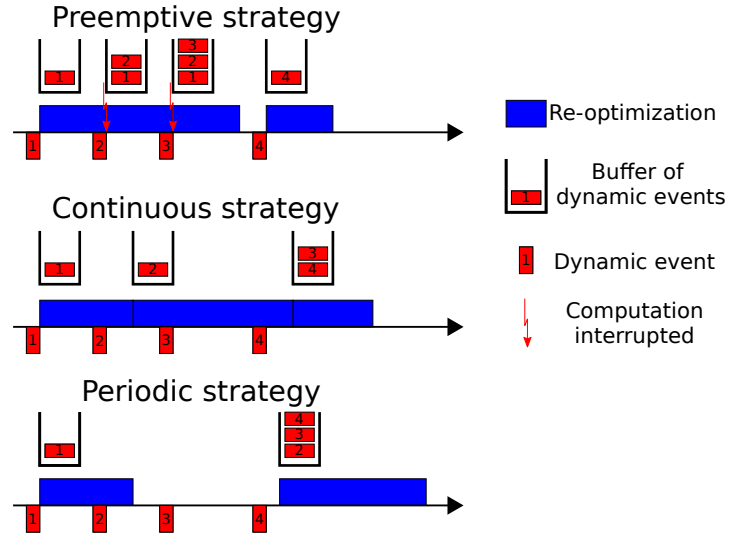 Preemptive strategy
3
2 2
1 1 1 4
1 2 3 4
Re-optimization
Buffer of
dynamic events
1
Continuous strategy
3
1 2 4
1 2 3 4
Dynamic event
1
Computation
interrupted
Periodic strategy
4
3
1 2
1 2 3 4